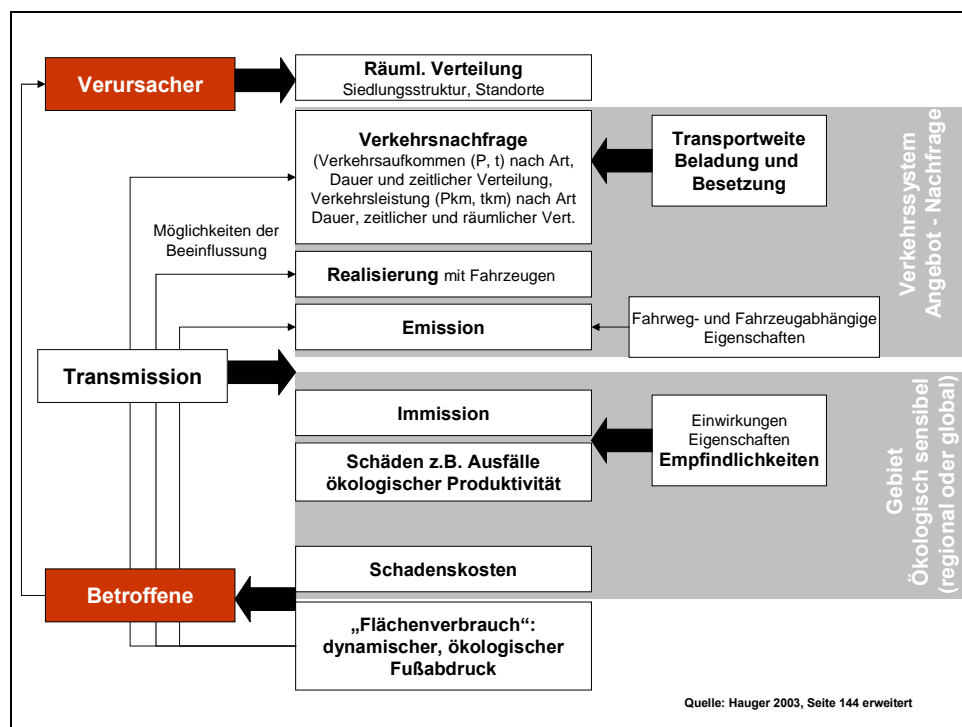 Verursacher
Räuml. Verteilung
Siedlungsstruktur, Standorte
Verkehrsnachfrage
(Verkehrsaufkommen (P, t) nach Art,
Dauer und zeitlicher Verteilung,
Verkehrsleistung (Pkm, tkm) nach Art
Dauer, zeitlicher und räumlicher Vert.
Transportweite
Beladung und
Besetzung
Verkehrssystem
Angebot - Nachfrage
Möglichkeiten der
Beeinflussung
Realisierung mit Fahrzeugen
Emission
Fahrweg- und Fahrzeugabhängige
Eigenschaften
Transmission
Immission
Schäden z.B. Ausfälle
ökologischer Produktivität
Einwirkungen
Eigenschaften
Empfindlichkeiten
Gebiet
Ökologisch sensibel
(regional oder global)
Schadenskosten
Betroffene
„Flächenverbrauch“:
dynamischer, ökologischer
Fußabdruck
Quelle: Hauger 2003, Seite 144 erweitert